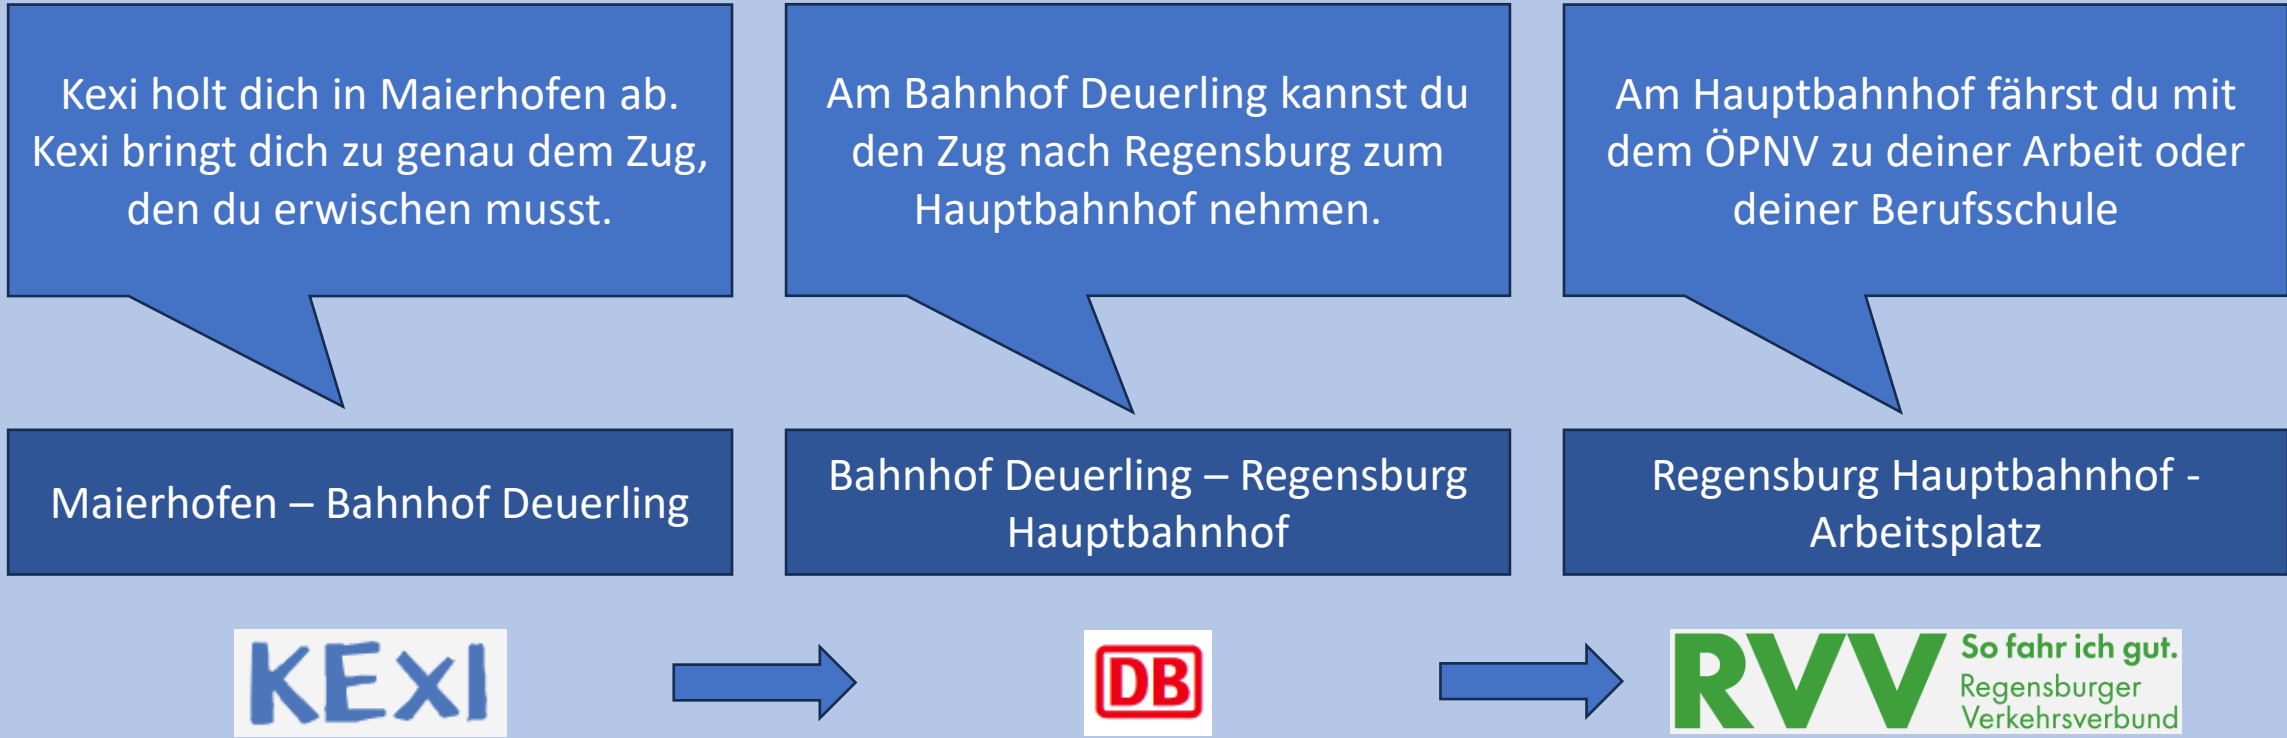 Kexi holt dich in Maierhofen ab.
Kexi bringt dich zu genau dem Zug,
den du erwischen musst.
Am Bahnhof Deuerling kannst du
den Zug nach Regensburg zum
Hauptbahnhof nehmen.
Am Hauptbahnhof fährst du mit
dem ÖPNV zu deiner Arbeit oder
deiner Berufsschule
Maierhofen – Bahnhof Deuerling
Bahnhof Deuerling – Regensburg
Hauptbahnhof
Regensburg Hauptbahnhof -
Arbeitsplatz
KEXI
DB
RVV
So fahr ich gut.
Regensburger
Verkehrsverbund